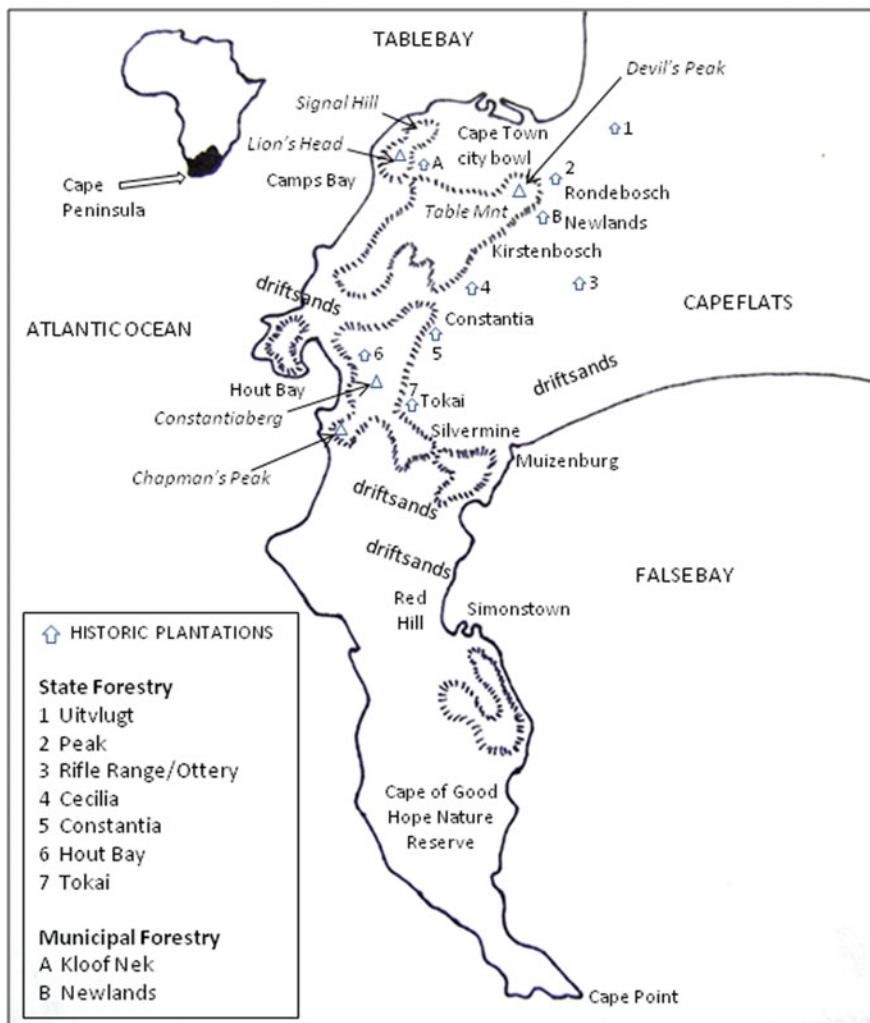 TABLEBAY
Devil's Peak
Signal Hill
Cape Town
city bowl
1
Lion's Head
A
2
Camps Bay
Rondebosch
Cape
Peninsula
Table Mnt
B Newlands
Kirstenbosch
driftsands
4
3
CAPEFLATS
ATLANTIC OCEAN
Constantia
5
6
Hout Bay
driftsands
7
Tokai
Constantiaberg
Silvermine
Muizenburg
Chapman's Peak
driftsands
driftsands
FALSEBAY
Red
Hill
Simonstown
HISTORIC PLANTATIONS
State Forestry
1 Uitvlugt
2 Peak
3 Rifle Range/Ottery
4 Cecilia
5 Constantia
6 Hout Bay
7 Tokai
Municipal Forestry
A Kloof Nek
B Newlands
Cape of Good
Hope Nature
Reserve
Cape Point